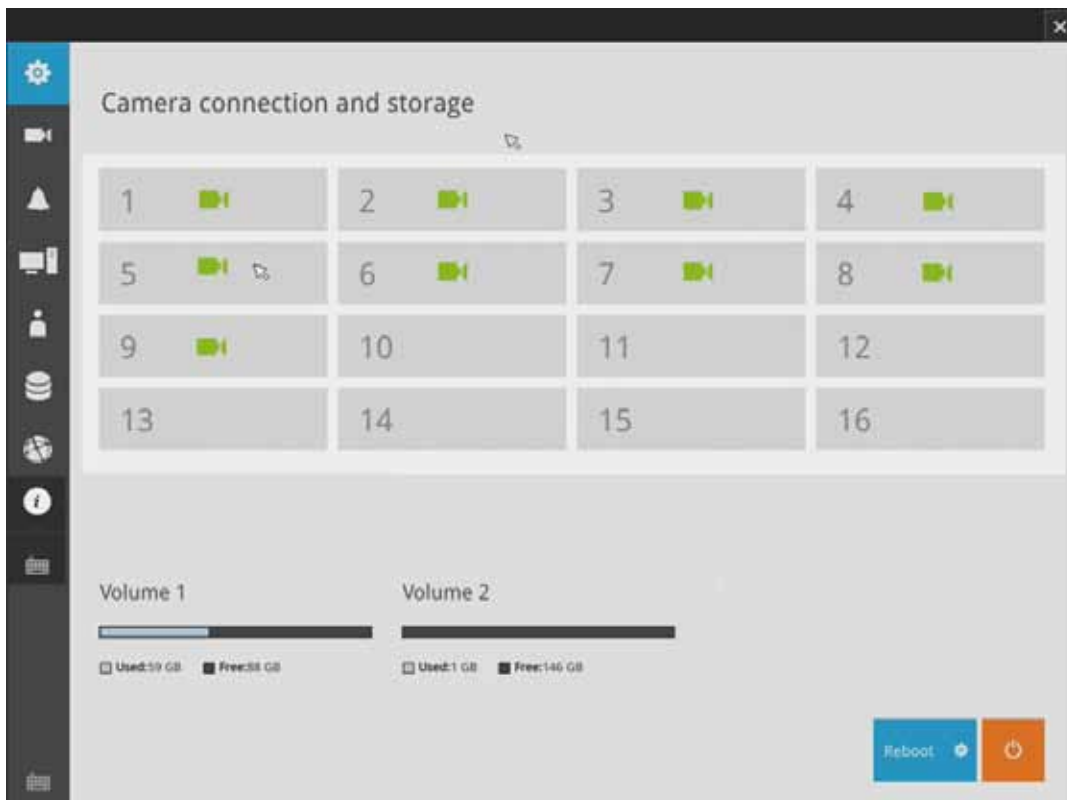 Camera connection and storage
1 2 3 4
5 6 7 8
9 10 11 12
13 14 15 16
Volume 1 Volume 2
Used:59 GB Free:88 GB Used:1 GB Free:146 GB
Reboot